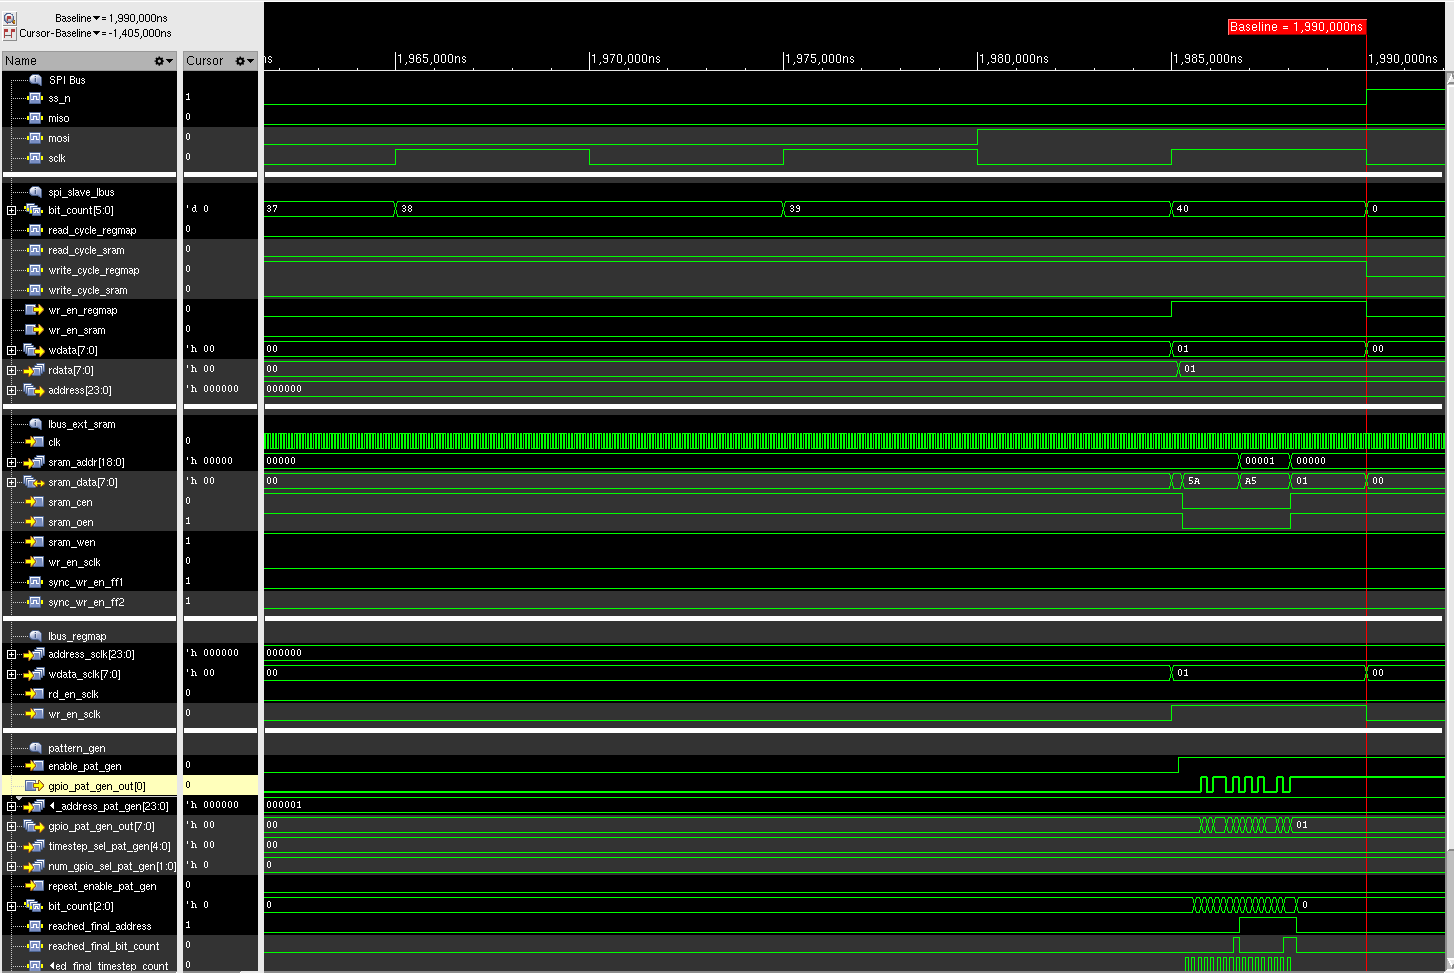 Baseline▼= 1,990,000ns
Cursor-Baseline▼= -1,405,000ns
Baseline = 1,990,000ns
Name Cursor ns 1,965,000ns 1,970,000ns 1,975,000ns 1,980,000ns 1,985,000ns 1,990,000ns
SPI Bus
ss_n 1
miso 0
mosi 0
sclk 0
spi_slave_lbus
bit_count[5:0] 'd 0 37 38 39 40 0
read_cycle_regmap 0
read_cycle_sram 0
write_cycle_regmap 0
write_cycle_sram 0
wr_en_regmap 0
wr_en_sram 0
wdata[7:0] 'h 00 00 01 00
rdata[7:0] 'h 00 00 01
address[23:0] 'h 000000 000000
lbus_ext_sram
clk 0
sram_addr[18:0] 'h 00000 00000 00001 00000
sram_data[7:0] 'h 00 00 5A A5 01 00
sram_cen 0
sram_oen 1
sram_wen 1
wr_en_sclk 0
sync_wr_en_ff1 1
sync_wr_en_ff2 1
lbus_regmap
address_sclk[23:0] 'h 000000 000000
wdata_sclk[7:0] 'h 00 00 01 00
rd_en_sclk 0
wr_en_sclk 0
pattern_gen
enable_pat_gen 0
gpio_pat_gen_out[0] 0
_address_pat_gen[23:0] 'h 000000 000001
gpio_pat_gen_out[7:0] 'h 00 00 01
timestep_sel_pat_gen[4:0] 'h 00 00
num_gpio_sel_pat_gen[1:0] 'h 0 0
repeat_enable_pat_gen 0
bit_count[2:0] 'h 0 0 0
reached_final_address 1
reached_final_bit_count 0
ed_final_timestep_count 0